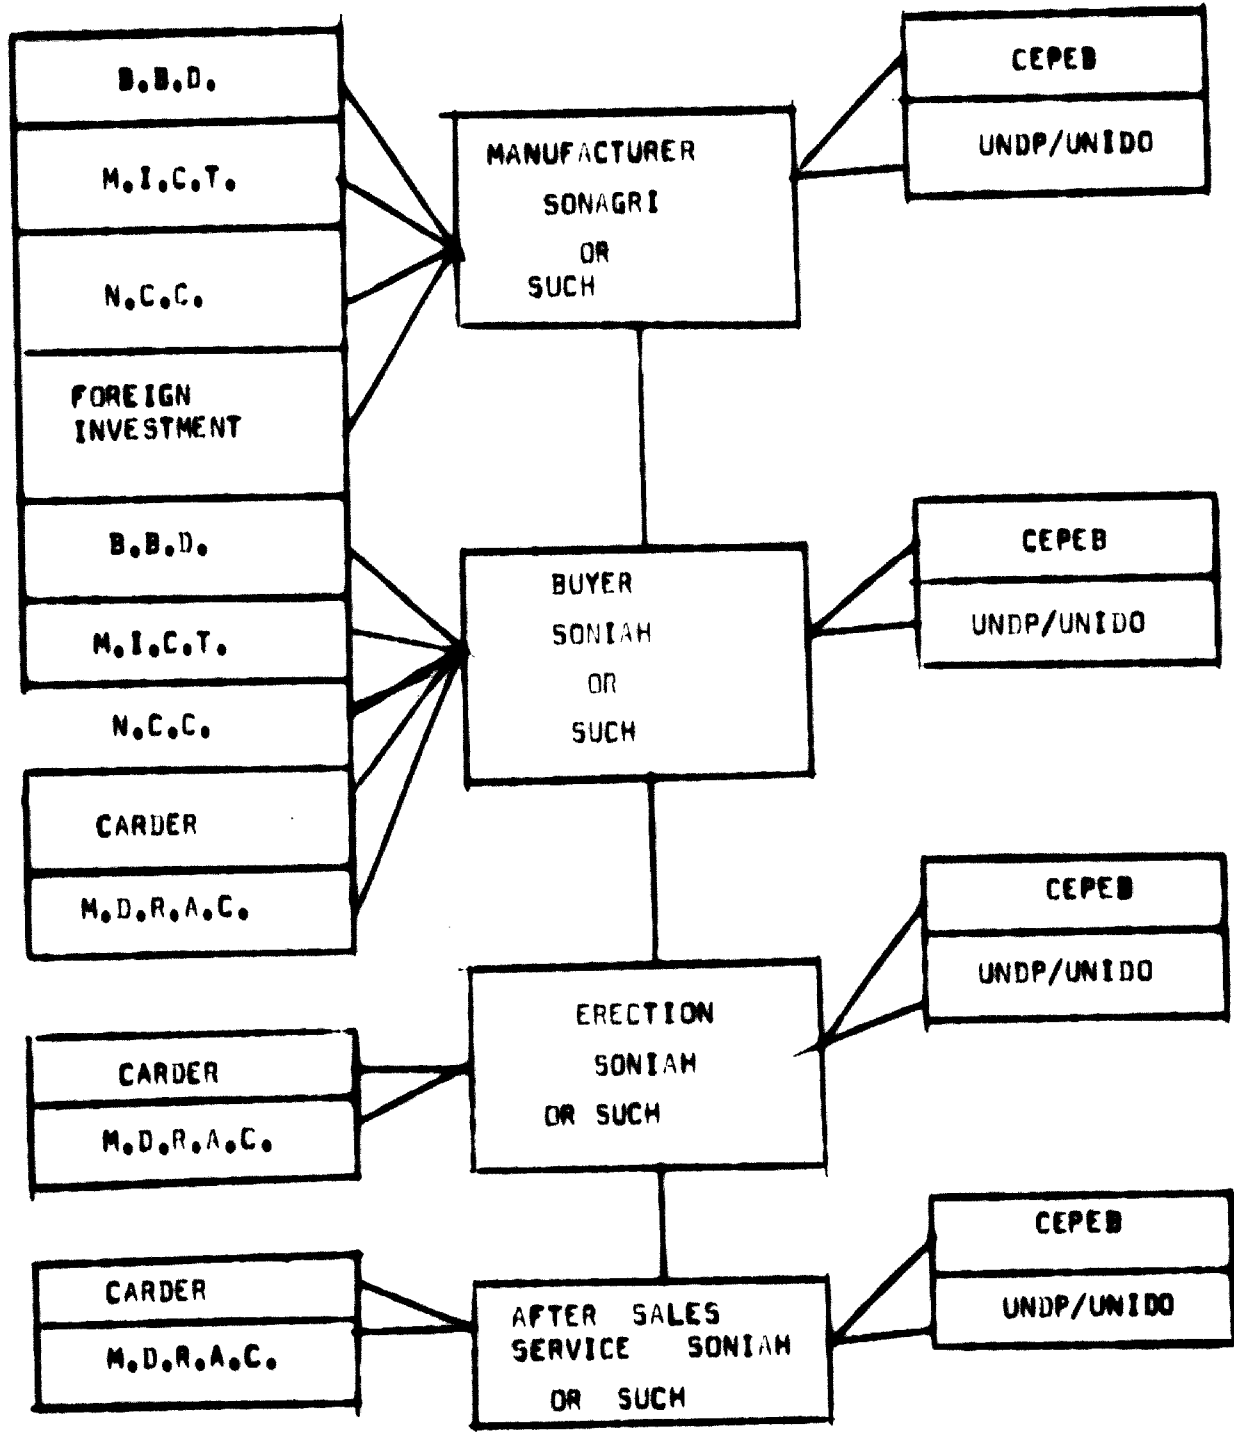 B.B.D.
M.I.C.T.
N.C.C.
FOREIGN
INVESTMENT
MANUFACTURER
SONAGRI
OR
SUCH
CEPEB
UNDP/UNIDO
B.B.D.
M.I.C.T.
N.C.C.
CARDER
M.D.R.A.C.
BUYER
SONIAH
OR
SUCH
CEPEB
UNDP/UNIDO
CARDER
M.D.R.A.C.
ERECTION
SONIAH
OR SUCH
CEPEB
UNDP/UNIDO
CARDER
M.D.R.A.C.
AFTER SALES
SERVICE SONIAH
OR SUCH
CEPEB
UNDP/UNIDO